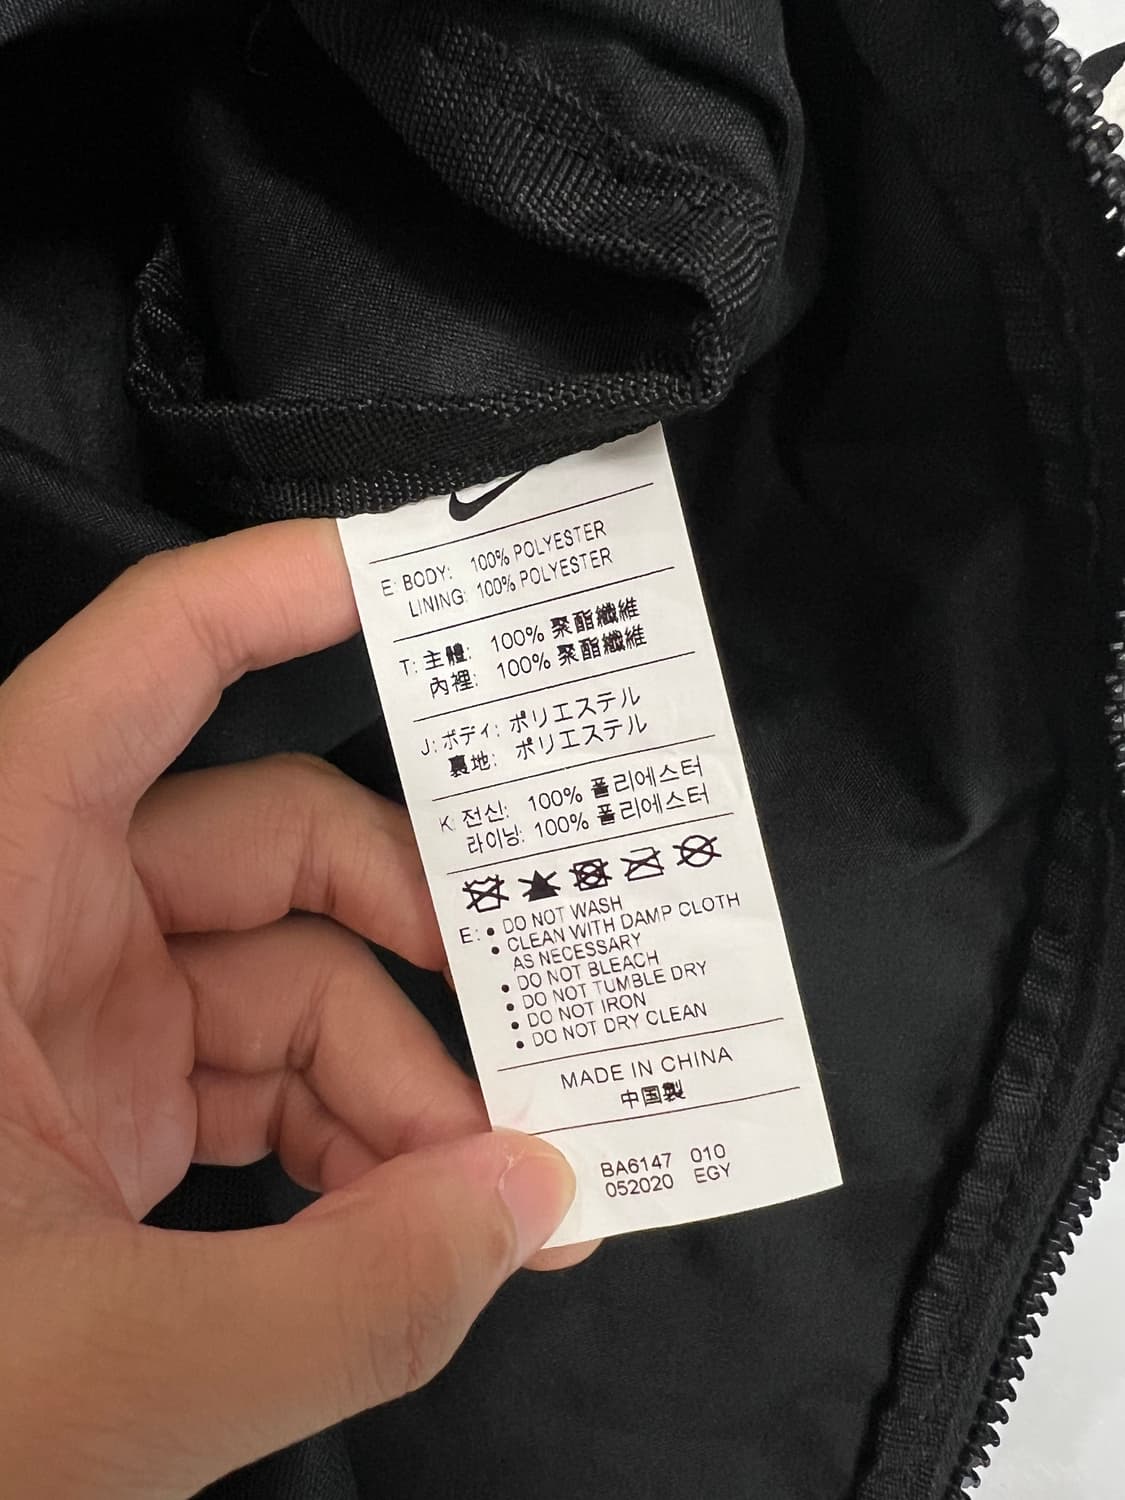 E: BODY: 100% POLYESTER
LINING: 100% POLYESTER
T: 主體: 100% 聚酯纖維
內裡: 100% 聚酯纖維
J: ボディ: ポリエステル
裏地: ポリエステル
K: 전신: 100% 폴리에스터
라이닝: 100% 폴리에스터
E: • DO NOT WASH
• CLEAN WITH DAMP CLOTH
AS NECESSARY
• DO NOT BLEACH
• DO NOT TUMBLE DRY
• DO NOT IRON
• DO NOT DRY CLEAN
MADE IN CHINA
中国製
BA6147 010
052020 EGY